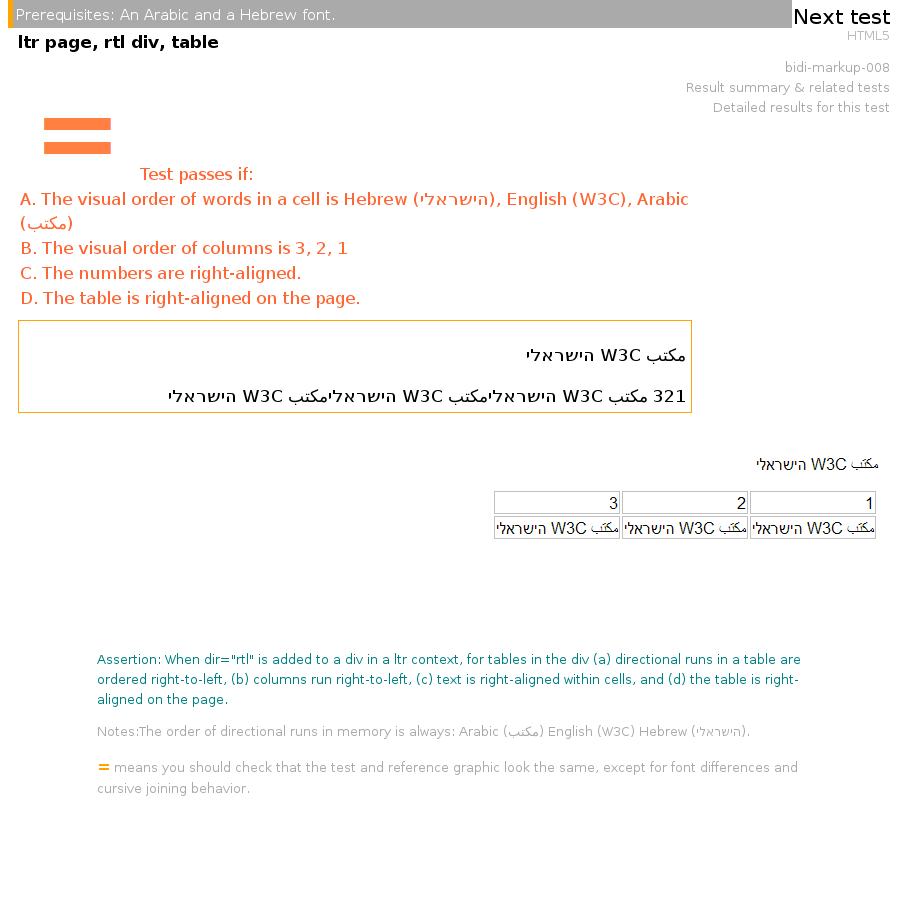 Prerequisites: An Arabic and a Hebrew font.
Next test
ltr page, rtl div, table
HTML5
bidi-markup-008
Result summary & related tests
Detailed results for this test
=
Test passes if:
A. The visual order of words in a cell is Hebrew (הישראלי), English (W3C), Arabic
(مكتب)
B. The visual order of columns is 3, 2, 1
C. The numbers are right-aligned.
D. The table is right-aligned on the page.
مكتب W3C הישראלי
321 مكتب W3C הישראליمكتب W3C הישראליمكتب W3C הישראלי
مكتب W3C הישראלי
3 2 1
مكتب W3C הישראלי مكتب W3C הישראלי مكتب W3C הישראלי
Assertion: When dir="rtl" is added to a div in a ltr context, for tables in the div (a) directional runs in a table are
ordered right-to-left, (b) columns run right-to-left, (c) text is right-aligned within cells, and (d) the table is right-
aligned on the page.
Notes:The order of directional runs in memory is always: Arabic (مكتب) English (W3C) Hebrew (הישראלי).
= means you should check that the test and reference graphic look the same, except for font differences and
cursive joining behavior.